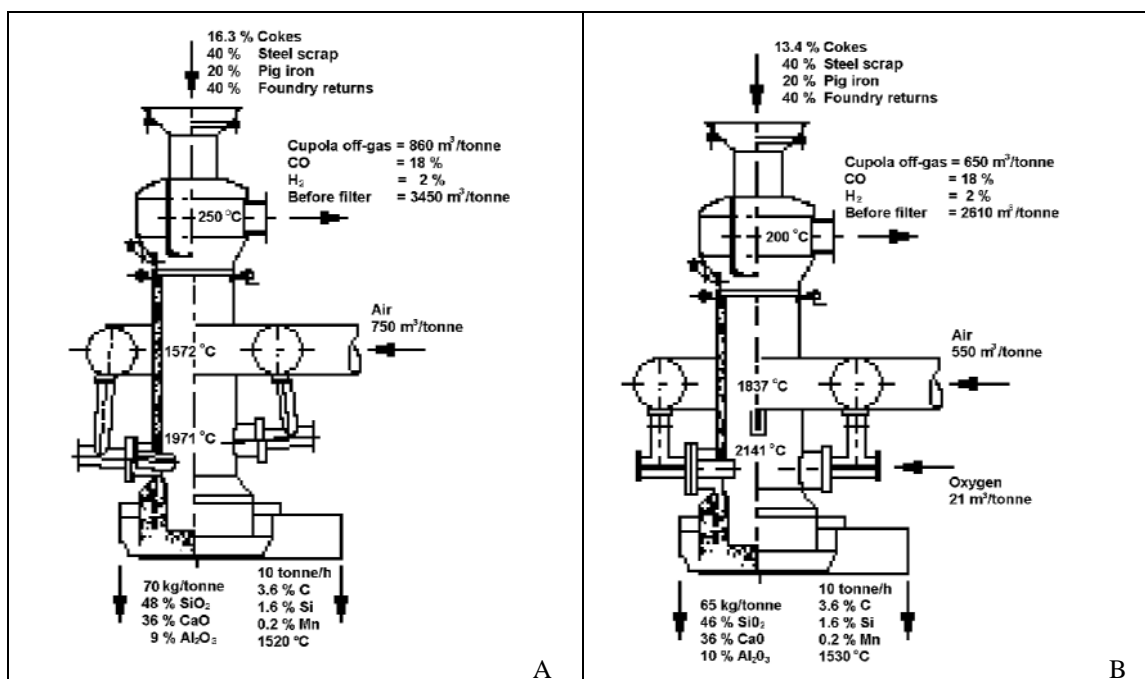 16.3 % Cokes
40 % Steel scrap
20 % Pig iron
40 % Foundry returns
Cupola off-gas = 860 m³/tonne
CO = 18 %
H₂ = 2 %
Before filter = 3450 m³/tonne
250 °C
Air
750 m³/tonne
1572 °C
1971 °C
70 kg/tonne
48 % SiO₂
36 % CaO
9 % Al₂O₃
10 tonne/h
3.6 % C
1.6 % Si
0.2 % Mn
1520 °C
A
13.4 % Cokes
40 % Steel scrap
20 % Pig iron
40 % Foundry returns
Cupola off-gas = 650 m³/tonne
CO = 18 %
H₂ = 2 %
Before filter = 2610 m³/tonne
200 °C
Air
550 m³/tonne
1837 °C
2141 °C
Oxygen
21 m³/tonne
65 kg/tonne
46 % Si0₂
36 % Ca0
10 % Al₂0₃
10 tonne/h
3.6 % C
1.6 % Si
0.2 % Mn
1530 °C
B